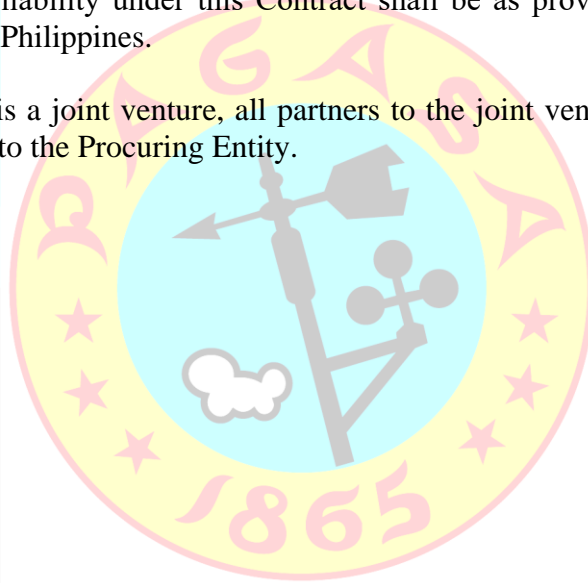 under this Contract shall be as prov
Philippines.
is a joint venture, all partners to the joint ven
to the Procuring Entity.
PAGASA
1865